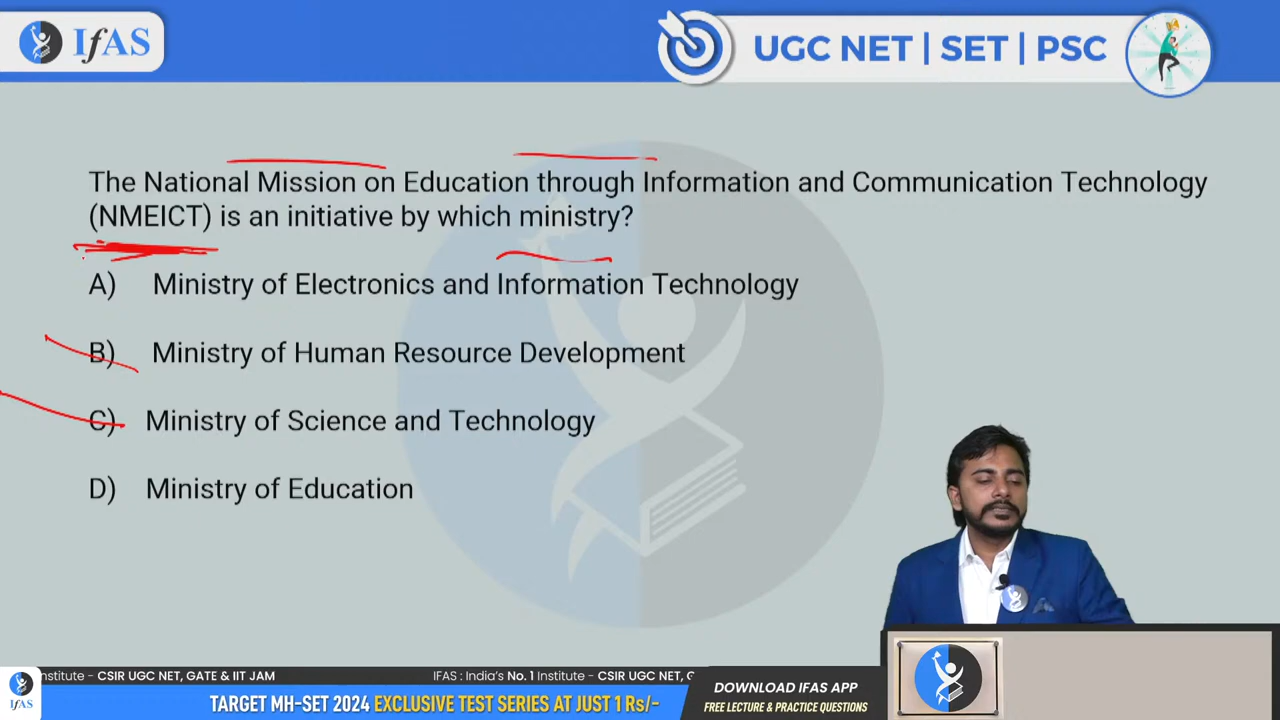 IfAS
UGC NET | SET | PSC
The National Mission on Education through Information and Communication Technology
(NMEICT) is an initiative by which ministry?
A) Ministry of Electronics and Information Technology
B) Ministry of Human Resource Development
C) Ministry of Science and Technology
D) Ministry of Education
nstitute - CSIR UGC NET, GATE & IIT JAM
IFAS : India's No. 1 Institute - CSIR UGC NET, G
IfAS
TARGET MH-SET 2024 EXCLUSIVE TEST SERIES AT JUST 1 Rs/-
DOWNLOAD IFAS APP
FREE LECTURE & PRACTICE QUESTIONS